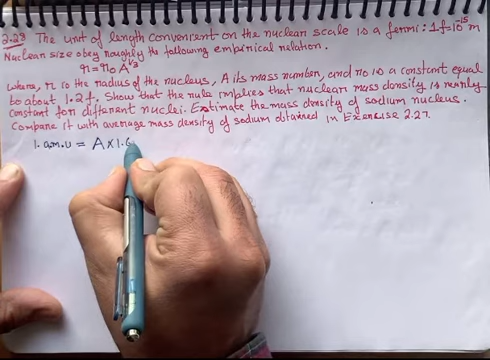 2.28 The unit of length convenient on the nuclear scale is a fermi : 1f=10⁻¹⁵m
Nuclear size obey roughly the following empirical relation.
r = r₀ A^1/3
where, r is the radius of the nucleus, A its mass number, and r₀ is a constant equal
to about 1.2f. Show that the rule implies that nuclear mass density is nearly
constant for different nuclei. Estimate the mass density of sodium nucleus.
Compare it with average mass density of sodium obtained in Exercise 2.27.
1. a.m.u = A×1.6